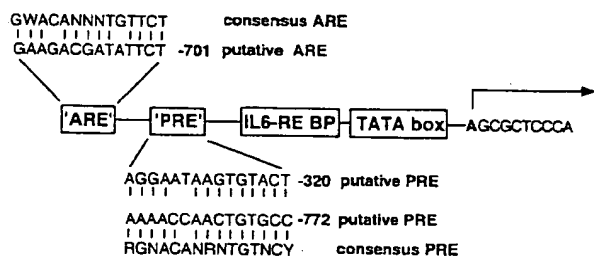 GWACANNNTGTTCT consensus ARE
GAAGACGATATTCT -701 putative ARE
'ARE' 'PRE' IL6-RE BP TATA box AGCGCTCCCA
AGGAATAAGTGTACT -320 putative PRE
AAAACCAACTGTGCC -772 putative PRE
RGNACANRNTGTNCY consensus PRE